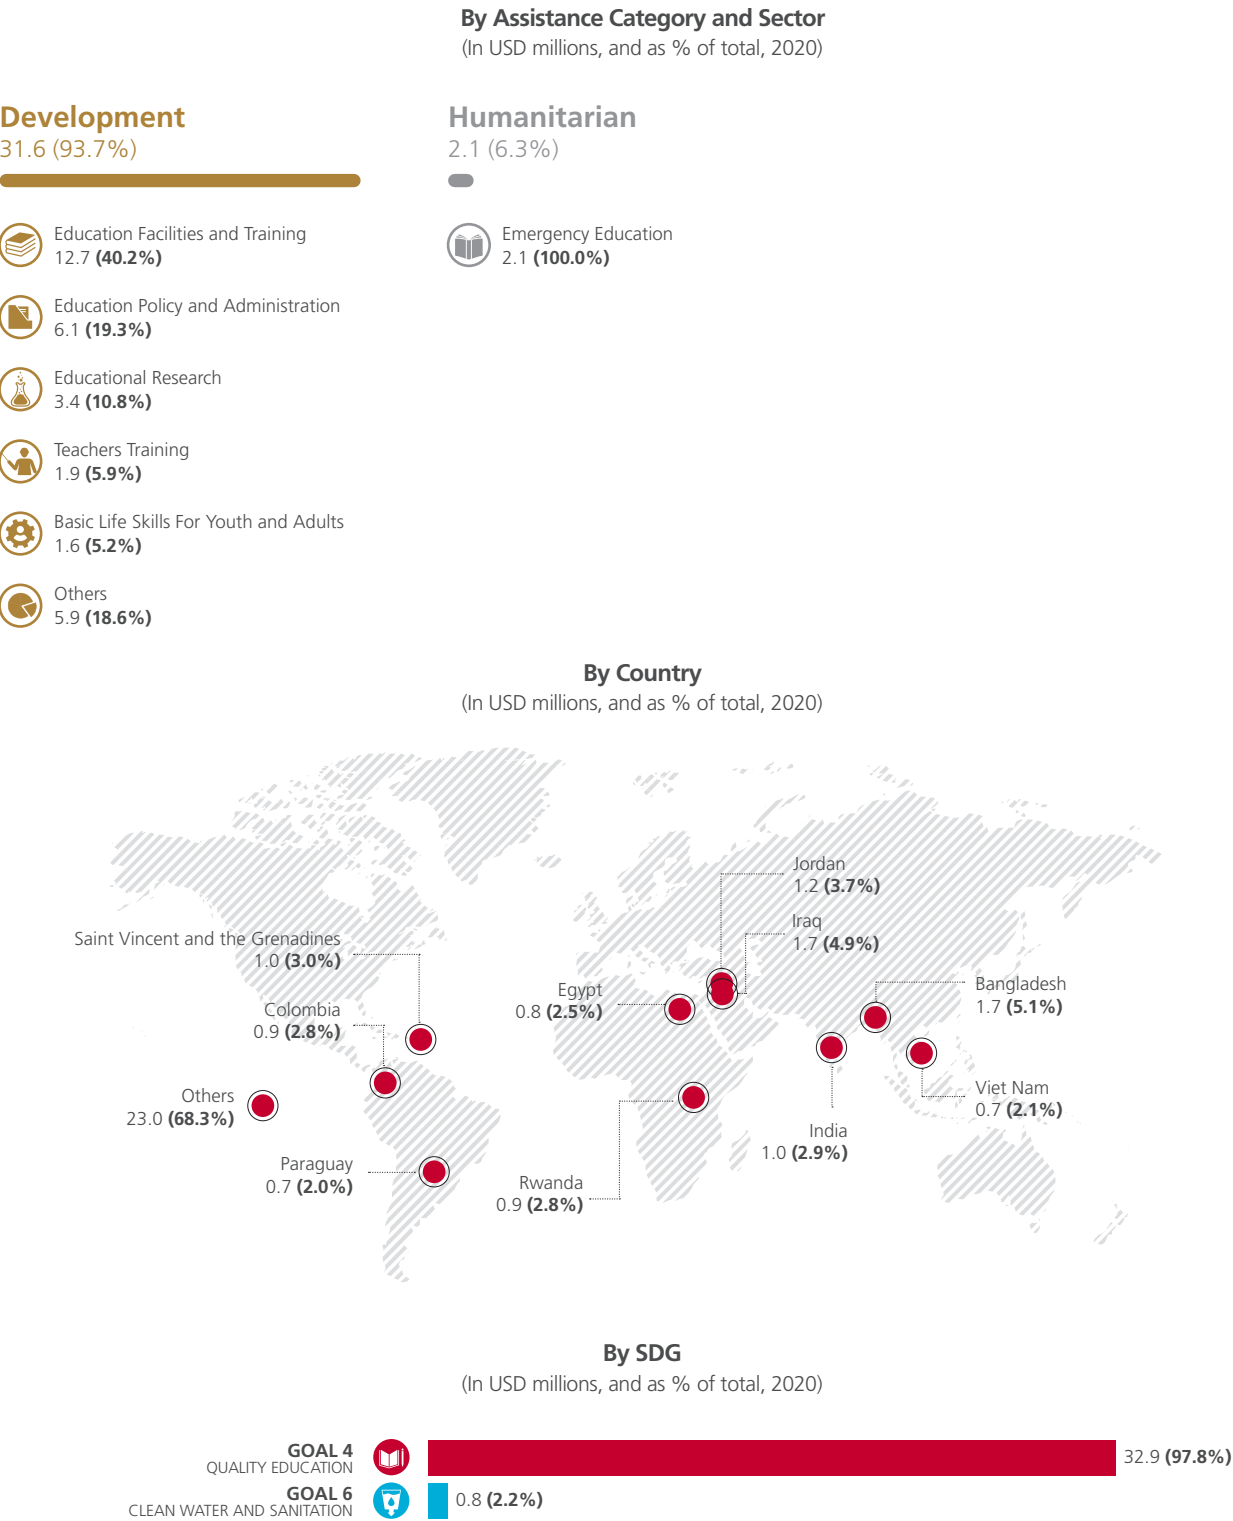 By Assistance Category and Sector
(In USD millions, and as % of total, 2020)
Development
31.6 (93.7%)
Education Facilities and Training
12.7 (40.2%)
Education Policy and Administration
6.1 (19.3%)
Educational Research
3.4 (10.8%)
Teachers Training
1.9 (5.9%)
Basic Life Skills For Youth and Adults
1.6 (5.2%)
Others
5.9 (18.6%)
Humanitarian
2.1 (6.3%)
Emergency Education
2.1 (100.0%)
By Country
(In USD millions, and as % of total, 2020)
Jordan
1.2 (3.7%)
Iraq
1.7 (4.9%)
Saint Vincent and the Grenadines
1.0 (3.0%)
Egypt
0.8 (2.5%)
Bangladesh
1.7 (5.1%)
Colombia
0.9 (2.8%)
Others
23.0 (68.3%)
Viet Nam
0.7 (2.1%)
India
1.0 (2.9%)
Paraguay
0.7 (2.0%)
Rwanda
0.9 (2.8%)
By SDG
(In USD millions, and as % of total, 2020)
GOAL 4
QUALITY EDUCATION
32.9 (97.8%)
GOAL 6
CLEAN WATER AND SANITATION
0.8 (2.2%)